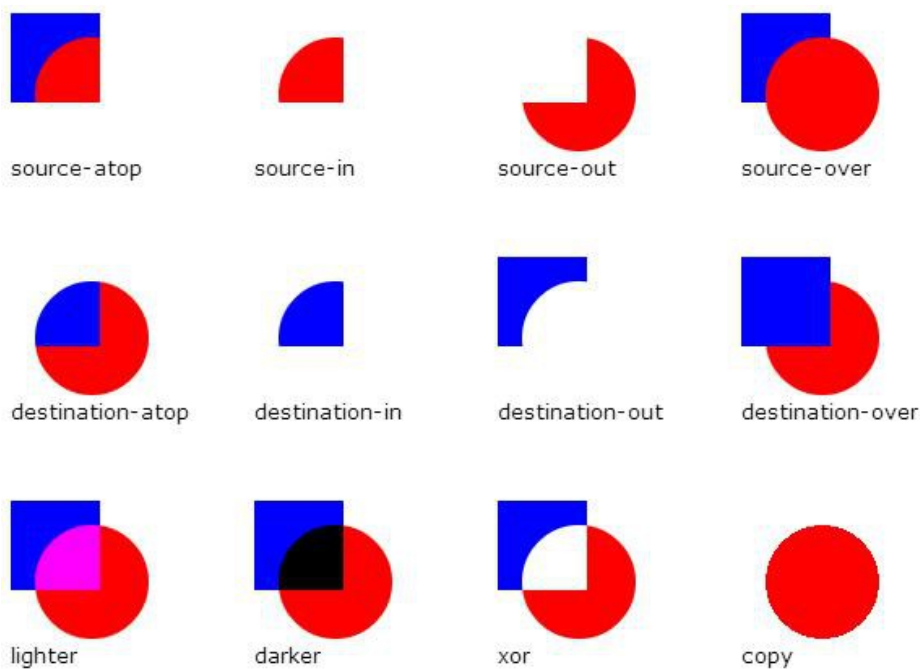 source-atop
source-in
source-out
source-over
destination-atop
destination-in
destination-out
destination-over
lighter
darker
xor
copy